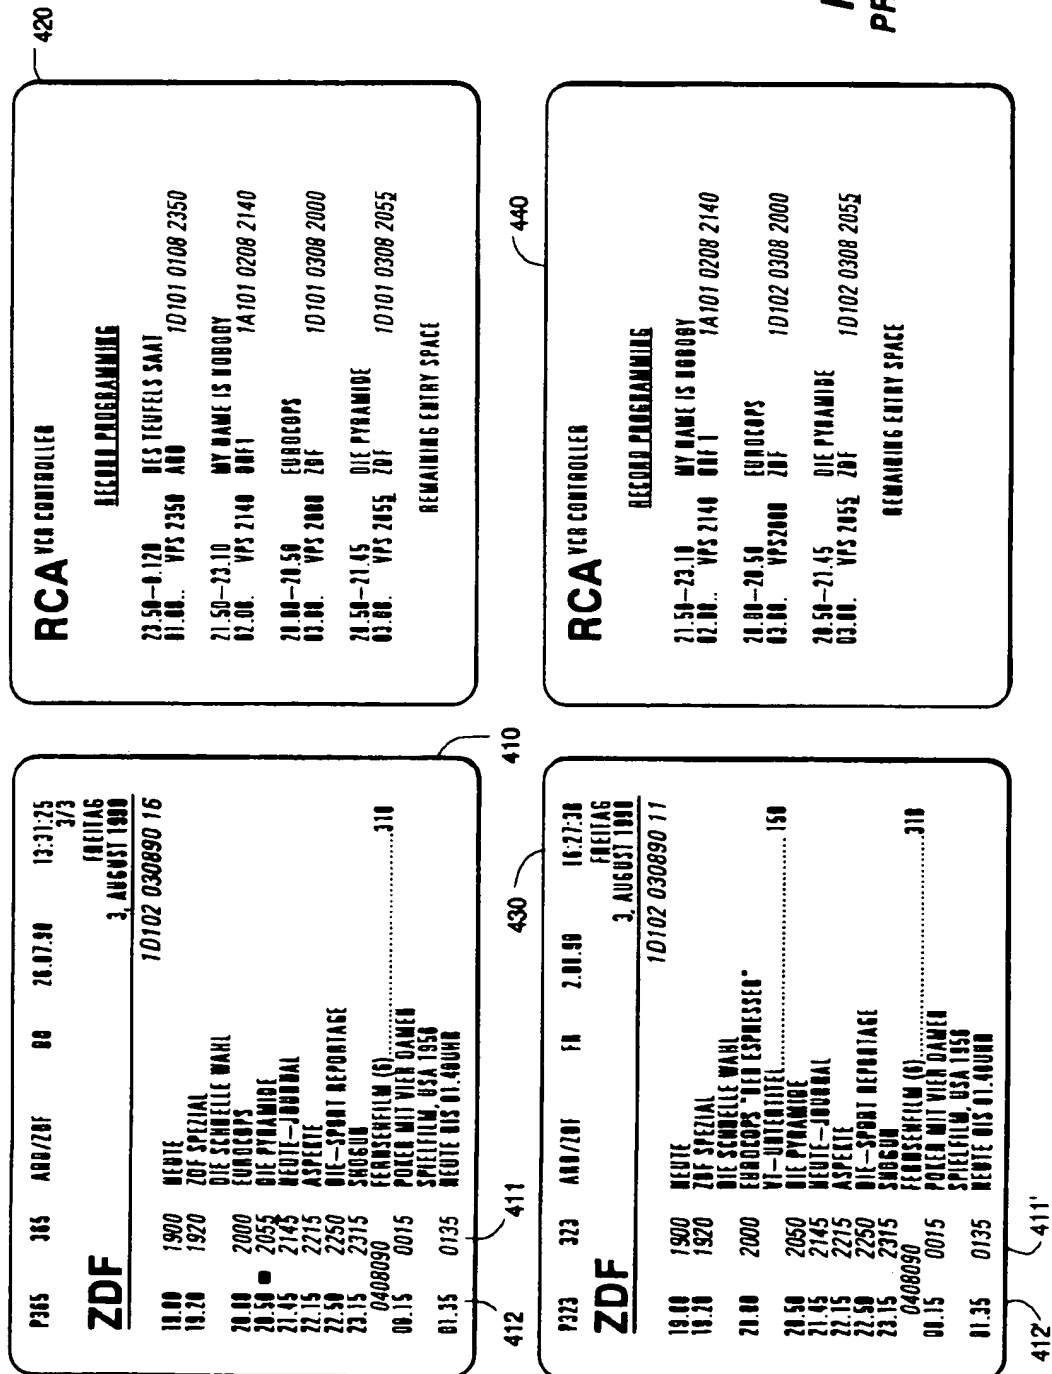 P365 365 ARD/ZDF 26.07.90 13:31:25
3/3
FREITAG
ZDF
3. AUGUST 1990
1D102 030890 16
19.00 1900 HEUTE
19.20 1920 ZDF SPEZIAL
DIE SCHNELLE WAHL
20.00 2000 EUROCOPS
20.50 2055 DIE PYRAMIDE
21.45 2145 HEUTE-JOURNAL
22.15 2215 ASPEKTE
22.50 2250 DIE-SPORT REPORTAGE
23.15 2315 SHOGUN
0408090 FERNSEHFILM (6)...310
00.15 0015 POKER MIT VIER DAMEN
SPIELFILM, USA 1956
01.35 0135 HEUTE BIS 01.40UHR
412
411
410
RCA VCR CONTROLLER
RECORD PROGRAMMING
23.50-0.120 DES TEUFELS SAAT
01.08.. VPS 2350 ARD 1D101 0108 2350
21.50-23.10 MY NAME IS NOBODY
02.08. VPS 2140 ORF1 1A101 0208 2140
20.00-20.50 EUROCOPS
03.08. VPS 2000 ZDF 1D101 0308 2000
20.50-21.45 DIE PYRAMIDE
03.08. VPS 2055 ZDF 1D101 0308 2055
REMAINING ENTRY SPACE
420
P323 323 ARD/ZDF 2.08.90 16:27:38
FREITAG
ZDF
3. AUGUST 1990
1D102 030890 11
19.00 1900 HEUTE
19.20 1920 ZDF SPEZIAL
DIE SCHNELLE WAHL
20.00 2000 EUROCOPS "DER ESPRESSER"
VT-UNTERTITEL...150
20.50 2050 DIE PYRAMIDE
21.45 2145 HEUTE-JOURNAL
22.15 2215 ASPEKTE
22.50 2250 DIE-SPORT REPORTAGE
23.15 2315 SHOGUN
0408090 FERNSEHFILM (6)...310
00.15 0015 POKER MIT VIER DAMEN
SPIELFILM, USA 1956
01.35 0135 HEUTE BIS 01.40UHR
412'
411'
430
RCA VCR CONTROLLER
RECORD PROGRAMMING
21.50-23.10 MY NAME IS NOBODY
02.08.. VPS 2140 ORF1 1A101 0208 2140
20.00-20.50 EUROCOPS
03.08. VPS2000 ZDF 1D102 0308 2000
20.50-21.45 DIE PYRAMIDE
03.08. VPS 2055 ZDF 1D102 0308 2055
REMAINING ENTRY SPACE
440